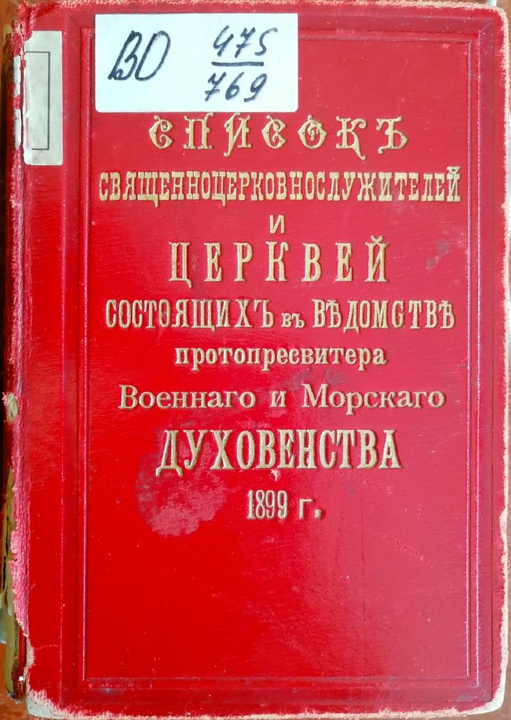 ВО 475
769
СПИСОКЪ
СВЯЩЕННОЦЕРКОВНОСЛУЖИТЕЛЕЙ
И
ЦЕРКВЕЙ
СОСТОЯЩИХЪ въ ВѢДОМСТВѢ
протопресвитера
Военнаго и Морскаго
ДУХОВЕНСТВА
1899 г.